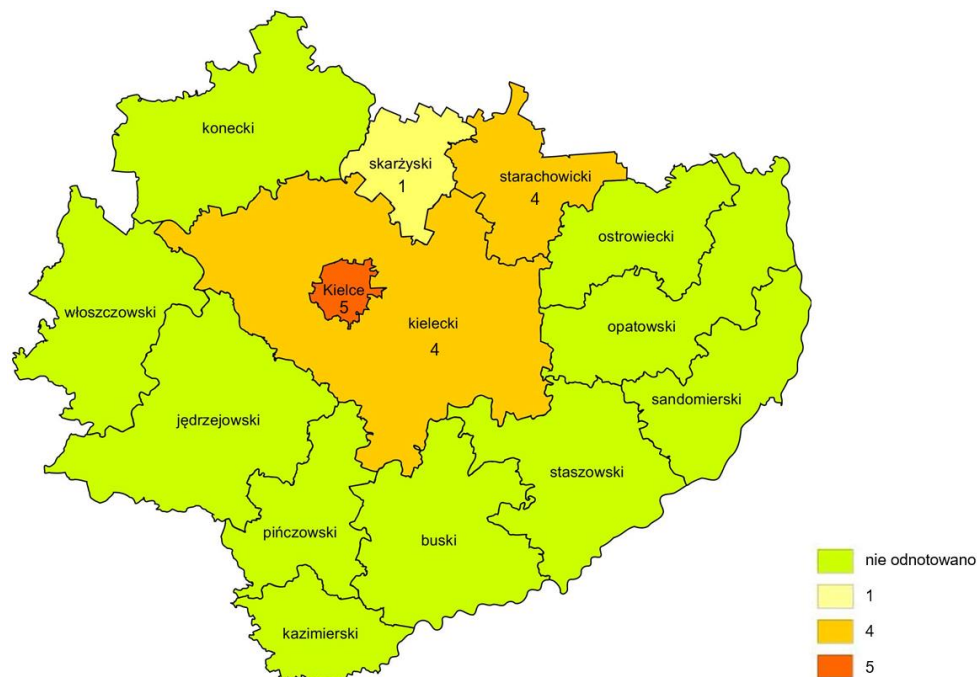 konecki
skarżyski
1
starachowicki
4
ostrowiecki
Kielce
5
włoszczowski
kielecki
4
opatowski
sandomierski
jędrzejowski
staszowski
pińczowski
buski
kazimierski
nie odnotowano
1
4
5